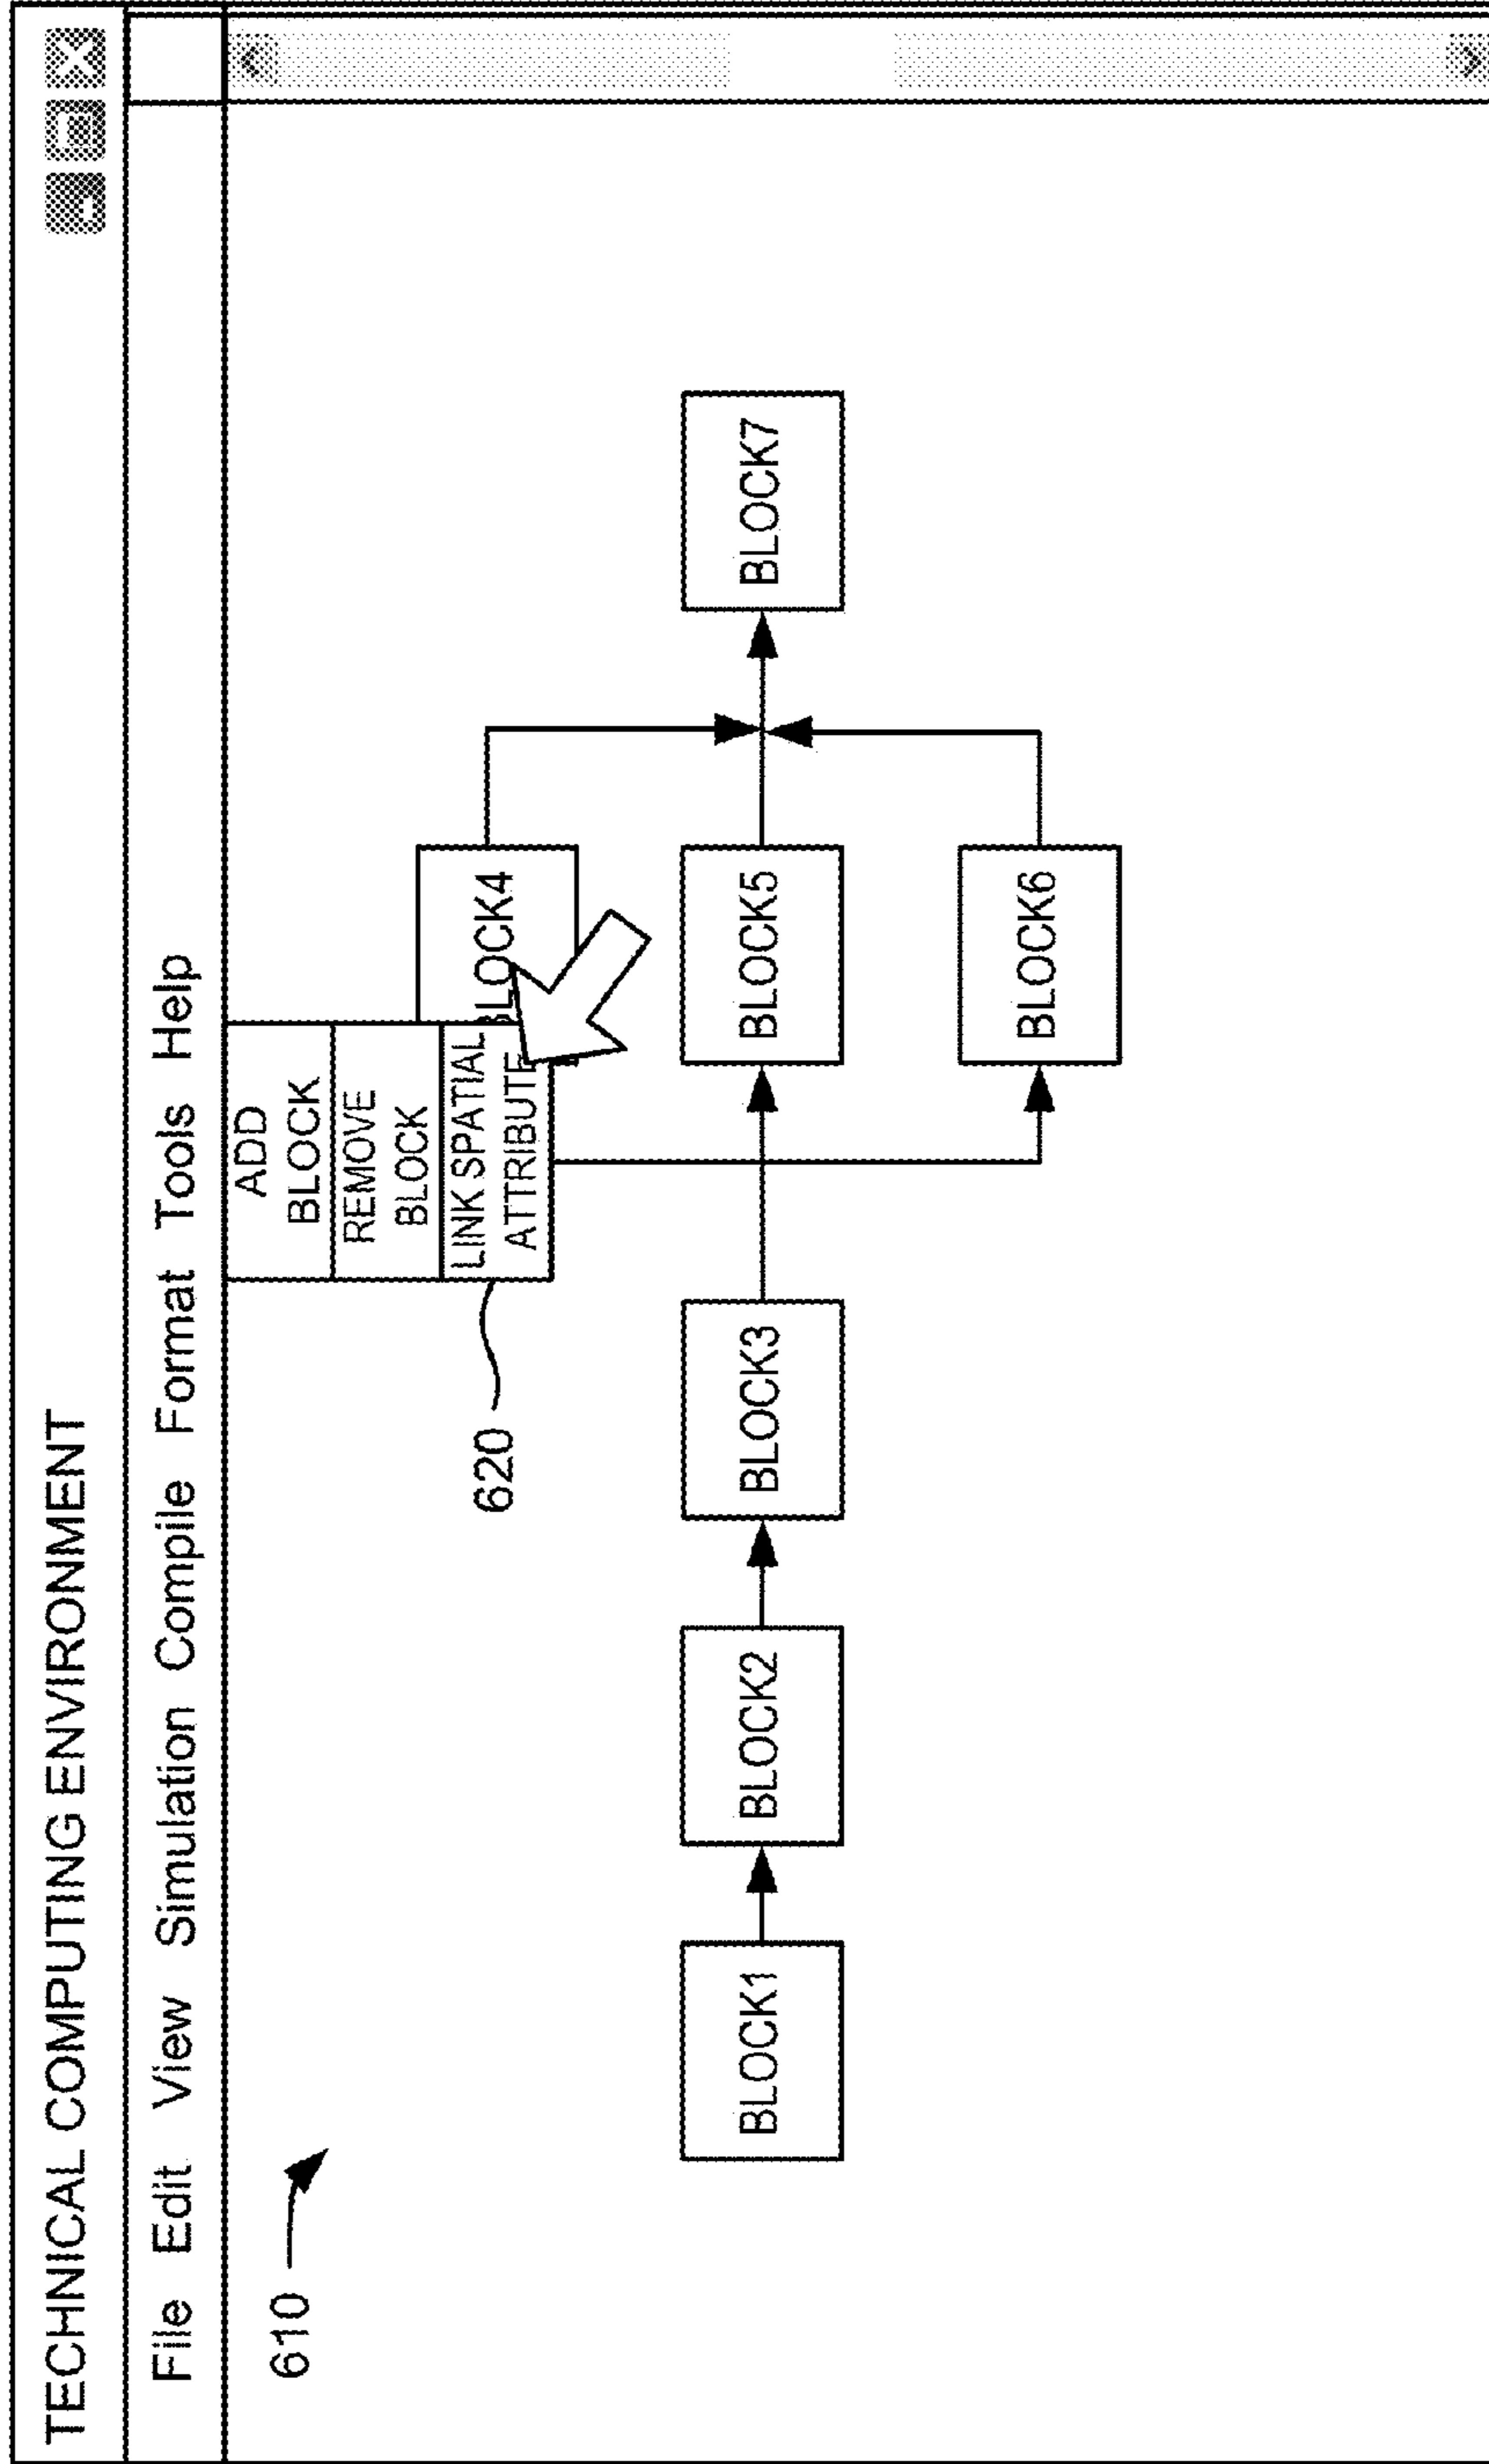 TECHNICAL COMPUTING ENVIRONMENT
File Edit View Simulation Compile Format Tools Help
610
ADD
BLOCK
REMOVE
BLOCK
LINK SPATIAL
ATTRIBUTE
620
BLOCK4
BLOCK1
BLOCK2
BLOCK3
BLOCK5
BLOCK7
BLOCK6